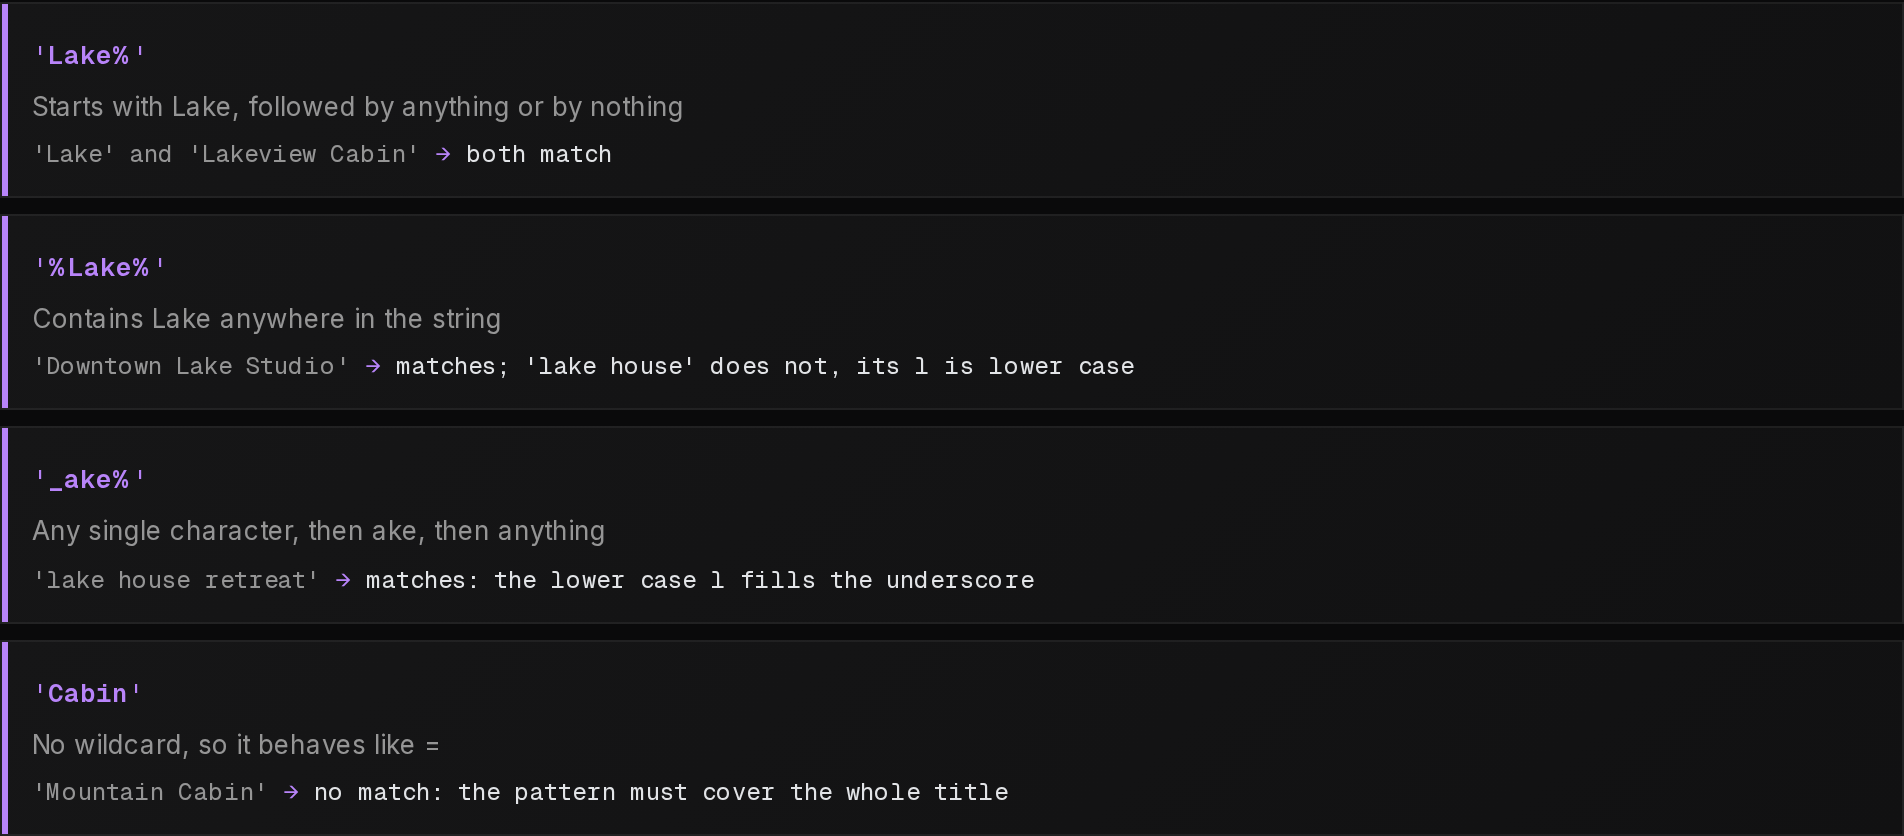 'Lake%'
Starts with Lake, followed by anything or by nothing
'Lake' and 'Lakeview Cabin' → both match
'%Lake%'
Contains Lake anywhere in the string
'Downtown Lake Studio' → matches; 'lake house' does not, its l is lower case
'_ake%'
Any single character, then ake, then anything
'lake house retreat' → matches: the lower case l fills the underscore
'Cabin'
No wildcard, so it behaves like =
'Mountain Cabin' → no match: the pattern must cover the whole title